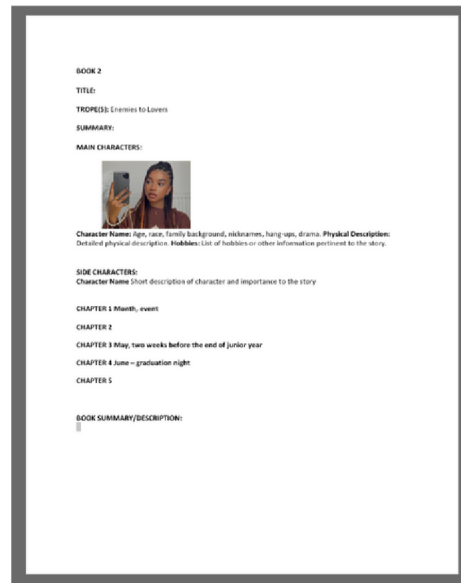 BOOK 2
TITLE:
TROPE(S): Enemies to Lovers
SUMMARY:
MAIN CHARACTERS:
Character Name: Age, race, family background, nicknames, hang-ups, drama. Physical Description:
Detailed physical description. Hobbies: List of hobbies or other information pertinent to the story.
SIDE CHARACTERS:
Character Name Short description of character and importance to the story
CHAPTER 1 Month, event
CHAPTER 2
CHAPTER 3 May, two weeks before the end of junior year
CHAPTER 4 June – graduation night
CHAPTER 5
BOOK SUMMARY/DESCRIPTION: